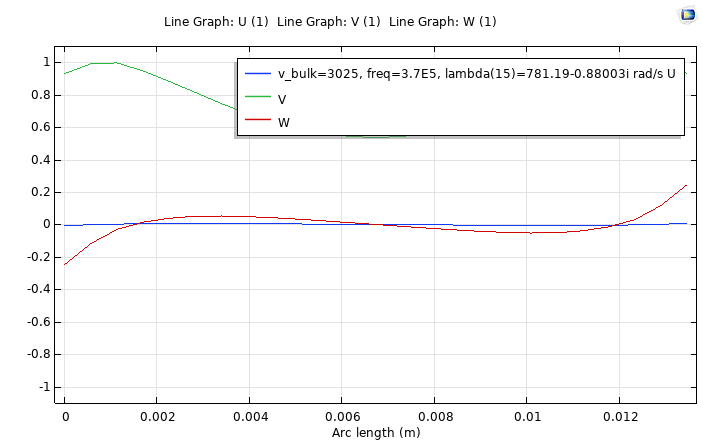 Line Graph: U (1)  Line Graph: V (1)  Line Graph: W (1)
v_bulk=3025, freq=3.7E5, lambda(15)=781.19-0.88003i rad/s U
V
W
1
0.8
0.6
0.4
0.2
0
-0.2
-0.4
-0.6
-0.8
-1
0 0.002 0.004 0.006 0.008 0.01 0.012
Arc length (m)